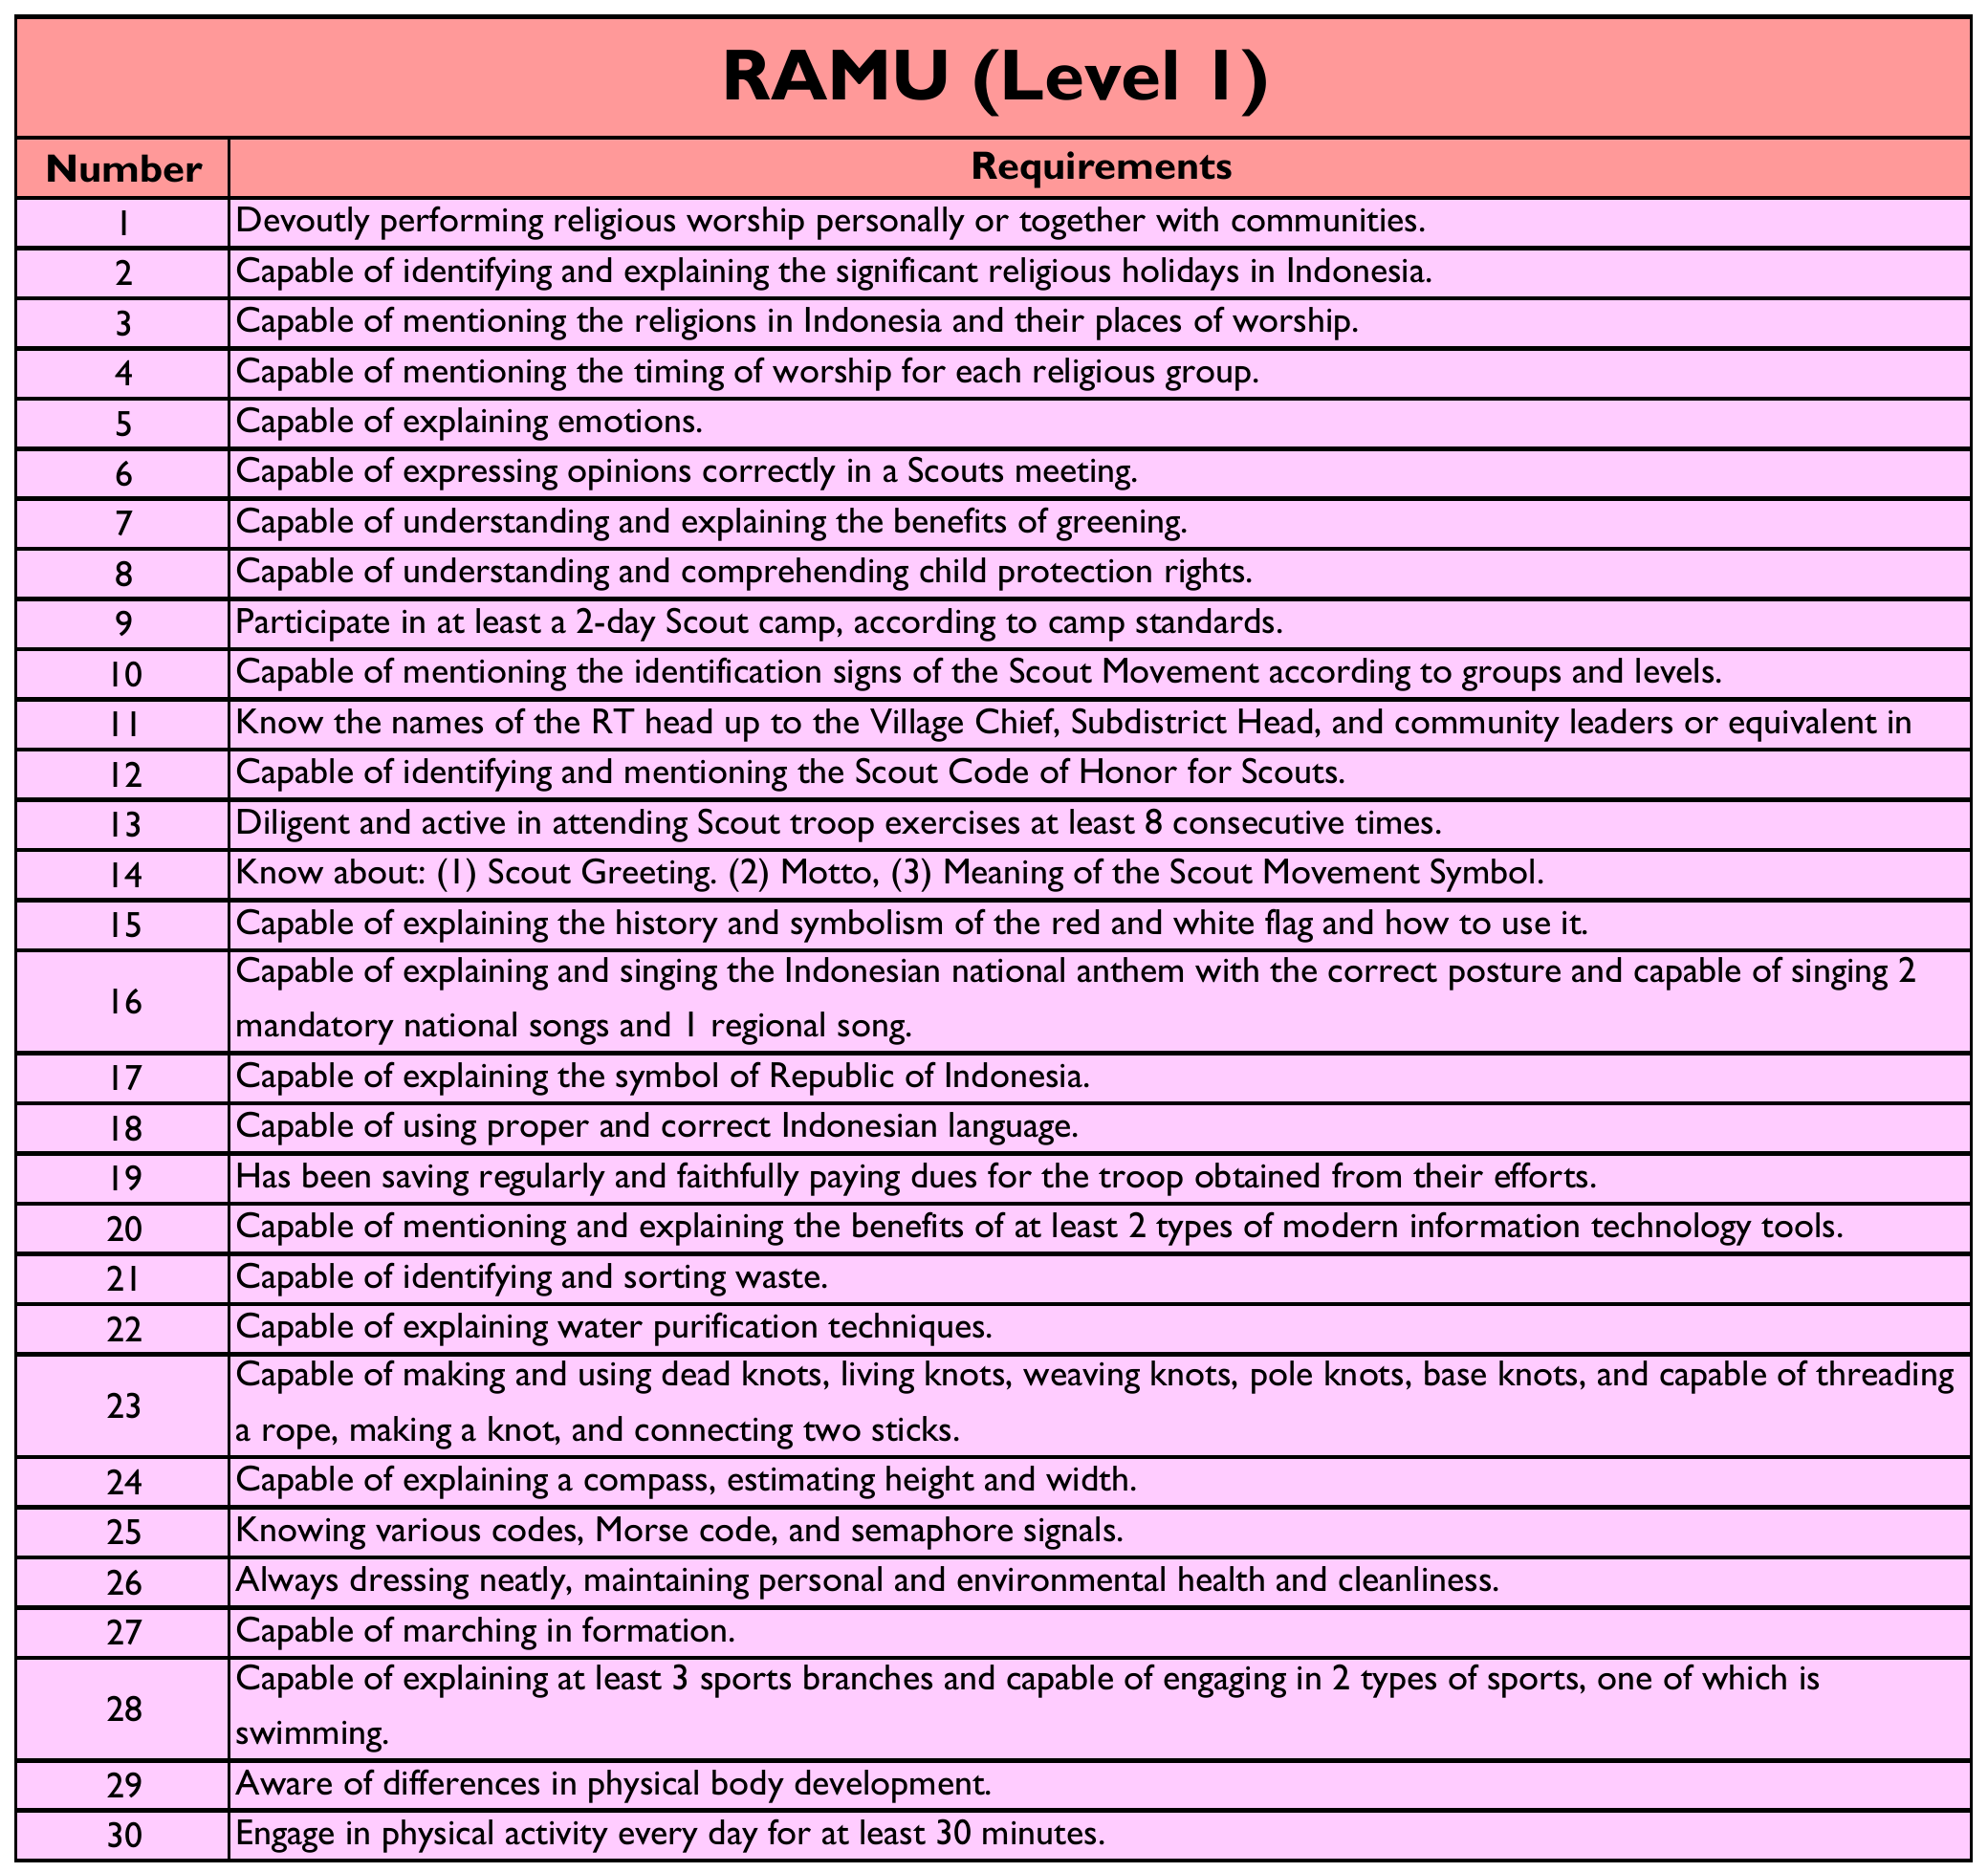 RAMU (Level 1)
Number Requirements
1 Devoutly performing religious worship personally or together with communities.
2 Capable of identifying and explaining the significant religious holidays in Indonesia.
3 Capable of mentioning the religions in Indonesia and their places of worship.
4 Capable of mentioning the timing of worship for each religious group.
5 Capable of explaining emotions.
6 Capable of expressing opinions correctly in a Scouts meeting.
7 Capable of understanding and explaining the benefits of greening.
8 Capable of understanding and comprehending child protection rights.
9 Participate in at least a 2-day Scout camp, according to camp standards.
10 Capable of mentioning the identification signs of the Scout Movement according to groups and levels.
11 Know the names of the RT head up to the Village Chief, Subdistrict Head, and community leaders or equivalent in
12 Capable of identifying and mentioning the Scout Code of Honor for Scouts.
13 Diligent and active in attending Scout troop exercises at least 8 consecutive times.
14 Know about: (1) Scout Greeting. (2) Motto, (3) Meaning of the Scout Movement Symbol.
15 Capable of explaining the history and symbolism of the red and white flag and how to use it.
16 Capable of explaining and singing the Indonesian national anthem with the correct posture and capable of singing 2
mandatory national songs and 1 regional song.
17 Capable of explaining the symbol of Republic of Indonesia.
18 Capable of using proper and correct Indonesian language.
19 Has been saving regularly and faithfully paying dues for the troop obtained from their efforts.
20 Capable of mentioning and explaining the benefits of at least 2 types of modern information technology tools.
21 Capable of identifying and sorting waste.
22 Capable of explaining water purification techniques.
23 Capable of making and using dead knots, living knots, weaving knots, pole knots, base knots, and capable of threading
a rope, making a knot, and connecting two sticks.
24 Capable of explaining a compass, estimating height and width.
25 Knowing various codes, Morse code, and semaphore signals.
26 Always dressing neatly, maintaining personal and environmental health and cleanliness.
27 Capable of marching in formation.
28 Capable of explaining at least 3 sports branches and capable of engaging in 2 types of sports, one of which is
swimming.
29 Aware of differences in physical body development.
30 Engage in physical activity every day for at least 30 minutes.